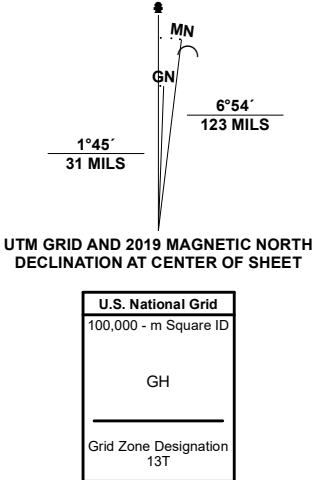 MN
GN
6°54´
123 MILS
1°45´
31 MILS
UTM GRID AND 2019 MAGNETIC NORTH
DECLINATION AT CENTER OF SHEET
U.S. National Grid
100,000 - m Square ID
GH
Grid Zone Designation
13T